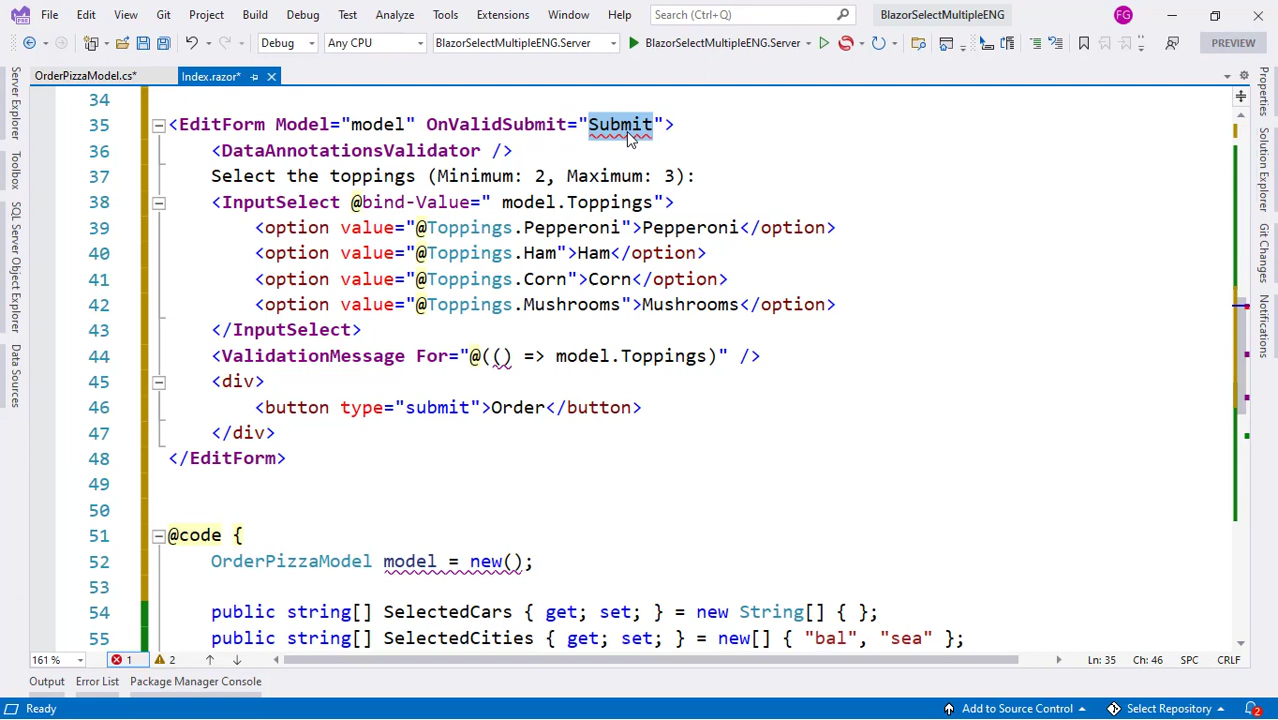 File Edit View Git Project Build Debug Test Analyze Tools Extensions Window Help Search (Ctrl+Q) BlazorSelectMultipleENG FG
Debug Any CPU BlazorSelectMultipleENG.Server BlazorSelectMultipleENG.Server PREVIEW
OrderPizzaModel.cs* Index.razor*
Server Explorer
Toolbox
SQL Server Object Explorer
Data Sources
34
35 <EditForm Model="model" OnValidSubmit="Submit">
36 <DataAnnotationsValidator />
37 Select the toppings (Minimum: 2, Maximum: 3):
38 <InputSelect @bind-Value=" model.Toppings">
39 <option value="@Toppings.Pepperoni">Pepperoni</option>
40 <option value="@Toppings.Ham">Ham</option>
41 <option value="@Toppings.Corn">Corn</option>
42 <option value="@Toppings.Mushrooms">Mushrooms</option>
43 </InputSelect>
44 <ValidationMessage For="@(() => model.Toppings)" />
45 <div>
46 <button type="submit">Order</button>
47 </div>
48 </EditForm>
49
50
51 @code {
52 OrderPizzaModel model = new();
53
54 public string[] SelectedCars { get; set; } = new String[] { };
55 public string[] SelectedCities { get; set; } = new[] { "bal", "sea" };
Properties
Solution Explorer
Git Changes
Notifications
161 % 1 2 Ln: 35 Ch: 46 SPC CRLF
Output Error List Package Manager Console
Ready Add to Source Control Select Repository 2